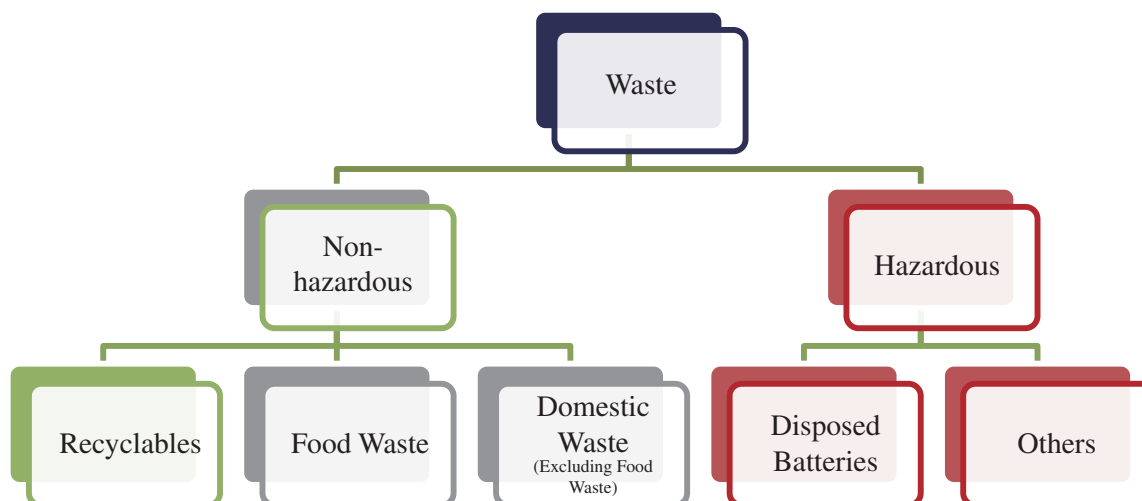 Waste
Non-
hazardous
Hazardous
Recyclables
Food Waste
Domestic
Waste
(Excluding Food
Waste)
Disposed
Batteries
Others